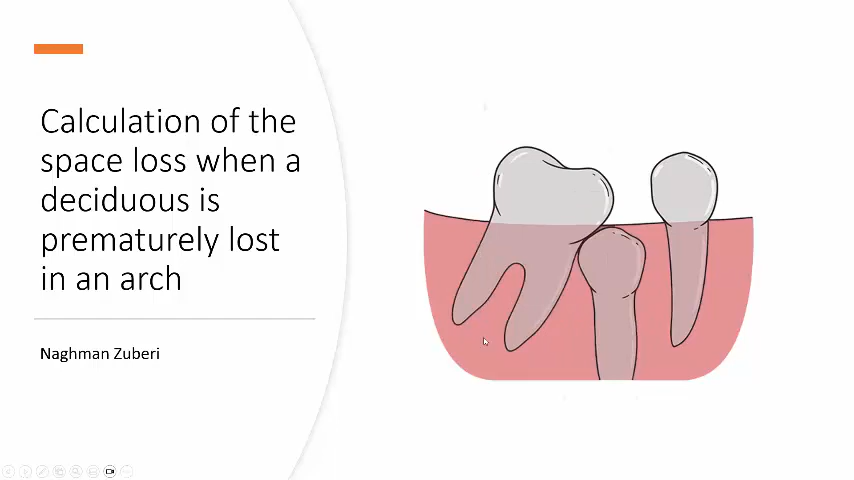 Calculation of the
space loss when a
deciduous is
prematurely lost
in an arch
Naghman Zuberi